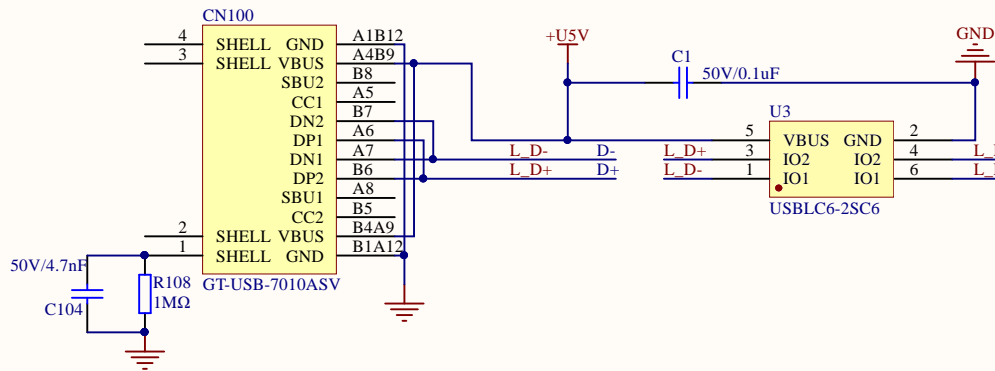 CN100
4 SHELL GND A1B12
3 SHELL VBUS A4B9
SBU2 B8
CC1 A5
DN2 B7
DP1 A6
DN1 A7
DP2 B6
SBU1 A8
CC2 B5
2 SHELL VBUS B4A9
1 SHELL GND B1A12
GT-USB-7010ASV
50V/4.7nF
C104
R108
1MΩ
L_D- D-
L_D+ D+
+U5V
C1
50V/0.1uF
GND
U3
5 VBUS GND 2
L_D+ 3 IO2 IO2 4
L_D- 1 IO1 IO1 6
USBLC6-2SC6